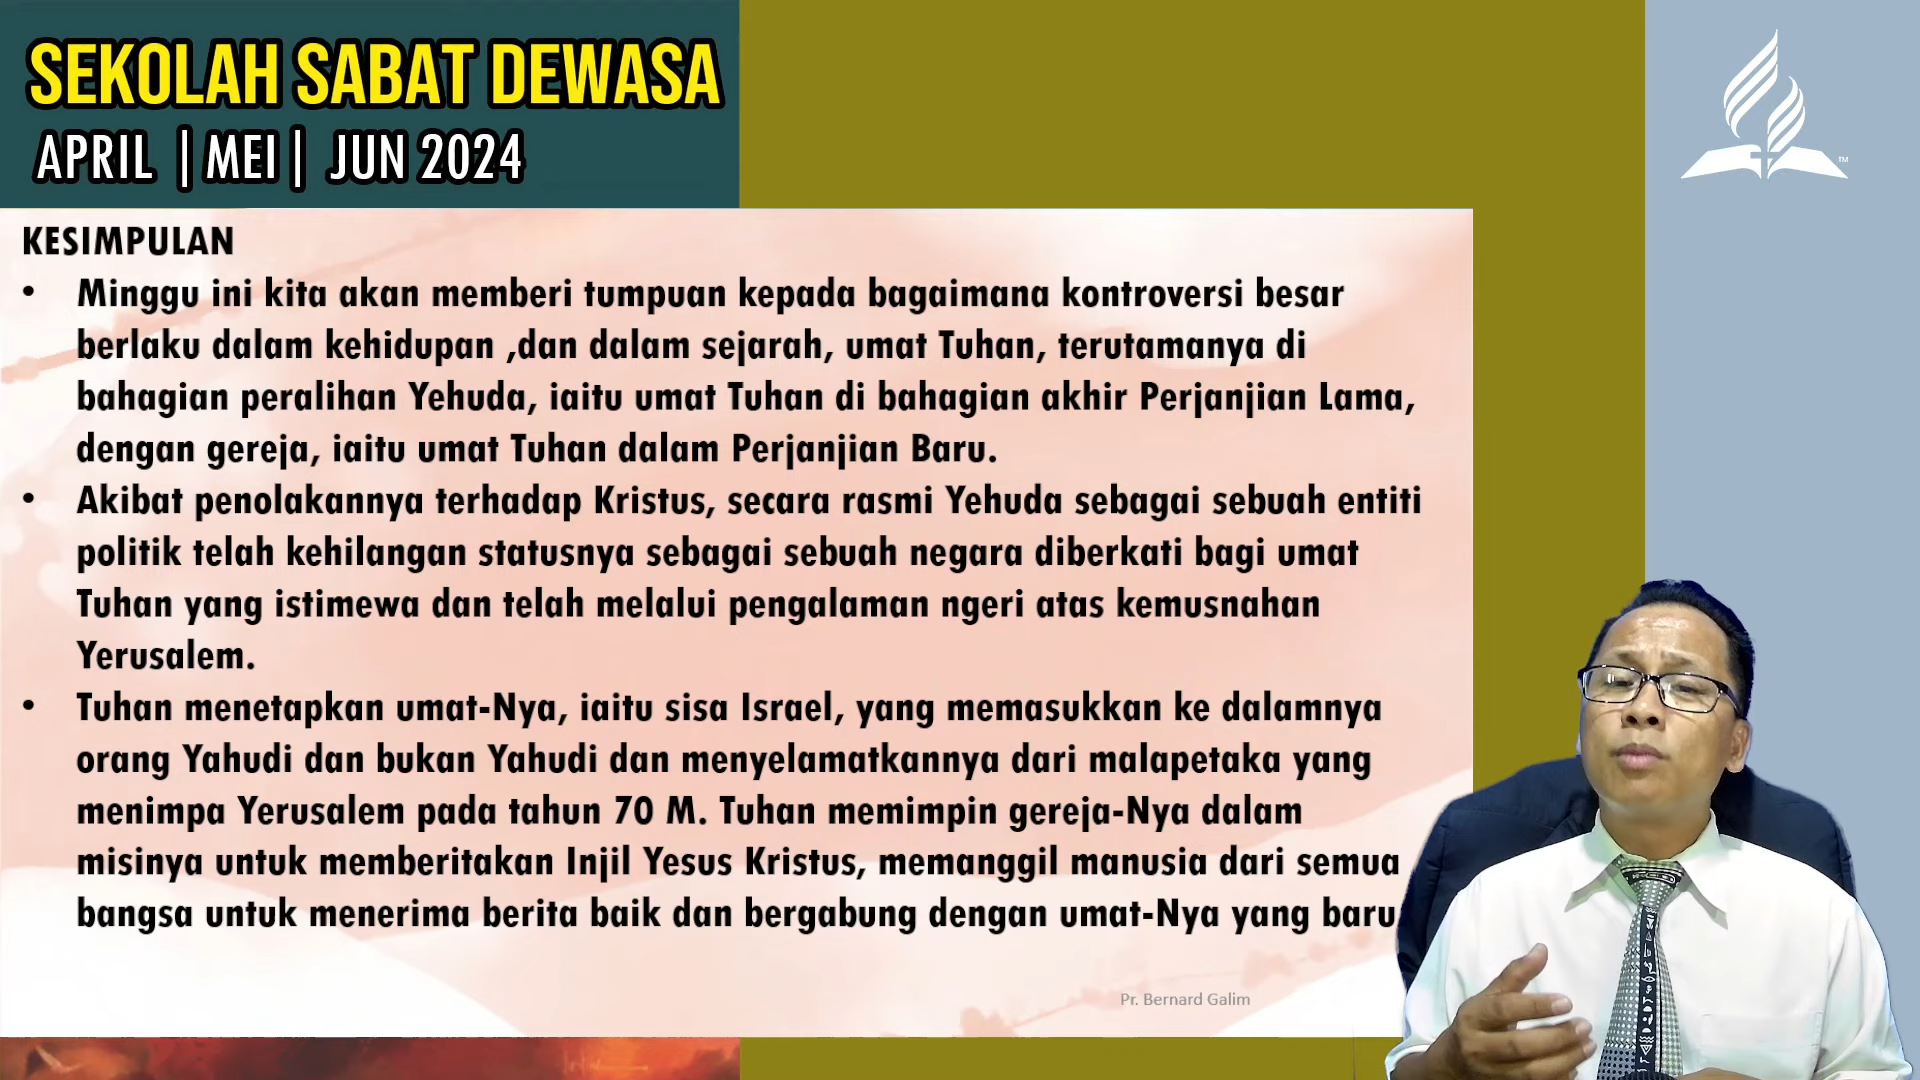 SEKOLAH SABAT DEWASA
APRIL | MEI | JUN 2024
TM
KESIMPULAN
• Minggu ini kita akan memberi tumpuan kepada bagaimana kontroversi besar
berlaku dalam kehidupan ,dan dalam sejarah, umat Tuhan, terutamanya di
bahagian peralihan Yehuda, iaitu umat Tuhan di bahagian akhir Perjanjian Lama,
dengan gereja, iaitu umat Tuhan dalam Perjanjian Baru.
• Akibat penolakannya terhadap Kristus, secara rasmi Yehuda sebagai sebuah entiti
politik telah kehilangan statusnya sebagai sebuah negara diberkati bagi umat
Tuhan yang istimewa dan telah melalui pengalaman ngeri atas kemusnahan
Yerusalem.
• Tuhan menetapkan umat-Nya, iaitu sisa Israel, yang memasukkan ke dalamnya
orang Yahudi dan bukan Yahudi dan menyelamatkannya dari malapetaka yang
menimpa Yerusalem pada tahun 70 M. Tuhan memimpin gereja-Nya dalam
misinya untuk memberitakan Injil Yesus Kristus, memanggil manusia dari semua
bangsa untuk menerima berita baik dan bergabung dengan umat-Nya yang baru
Pr. Bernard Galim